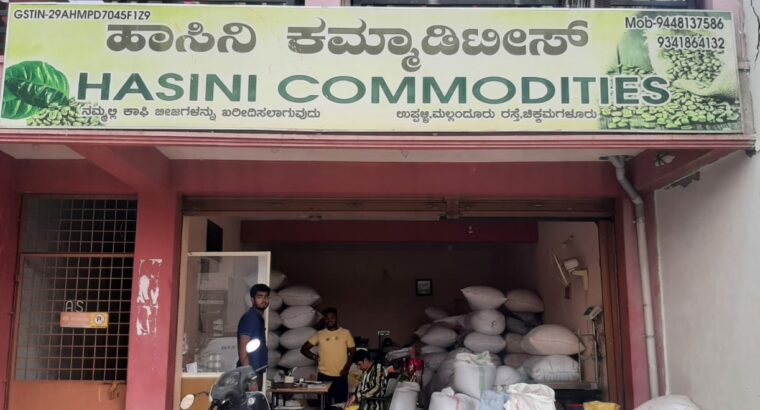 GSTIN-29AHMPD7045F1Z9
Mob-9448137586
9341864132
ಹಾಸಿನಿ ಕಮ್ಮಾಡಿಟೀಸ್
HASINI COMMODITIES
ನಮ್ಮಲ್ಲಿ ಕಾಫಿ ಬೀಜಗಳನ್ನು ಖರೀದಿಸಲಾಗುವುದು
ಉಪ್ಪಳ್ಳಿ,ಮಲ್ಲಂದೂರು ರಸ್ತೆ,ಚಿಕ್ಕಮಗಳೂರು